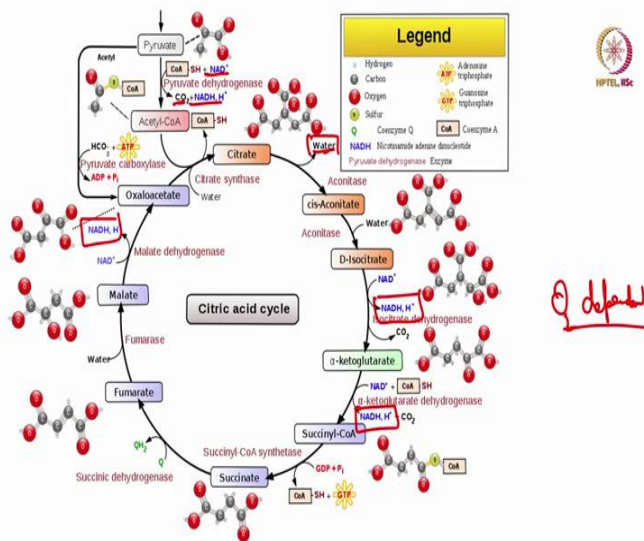 Pyruvate
Acetyl
CoA -SH + NAD⁺
Pyruvate dehydrogenase
CO₂ NADH, H⁺
S CoA
CoA -SH
Acetyl-CoA
HCO₃⁻ + ATP
Pyruvate carboxylase
ADP + Pᵢ
Citrate
Citrate synthase
Water
Oxaloacetate
Water
Aconitase
cis-Aconitate
Aconitase
Water
D-Isocitrate
NAD⁺
NADH, H⁺
Isocitrate dehydrogenase
CO₂
α-ketoglutarate
NAD⁺ + CoA -SH
α-ketoglutarate dehydrogenase
NADH, H⁺ + CO₂
Succinyl-CoA
S CoA
Succinyl-CoA synthetase
GDP + Pᵢ
CoA -SH + GTP
Succinate
QH₂
Q
Succinic dehydrogenase
Fumarate
Water
Fumarase
Malate
NADH, H
NAD⁺
Malate dehydrogenase
Citric acid cycle
Legend
Hydrogen
Carbon
Oxygen
S Sulfur
Q Coenzyme Q
NADH Nicotinamide adenine dinucleotide
Pyruvate dehydrogenase Enzyme
ATP Adenosine
triphosphate
GTP Guanosine
triphosphate
CoA Coenzyme A
NPTEL, IISc
Q depend